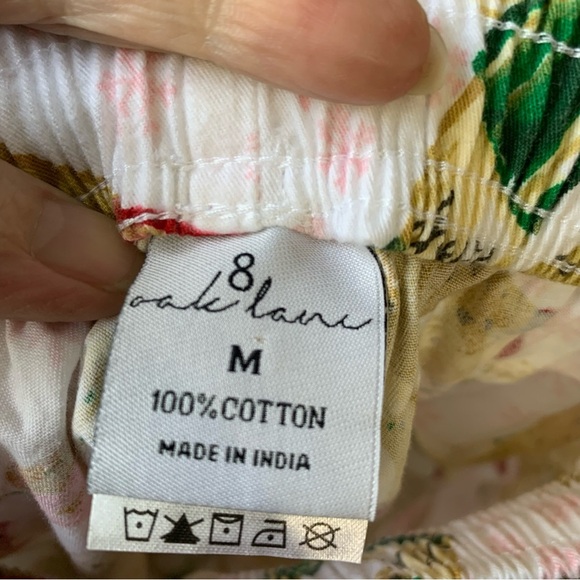 8
oak lane
M
100% COTTON
MADE IN INDIA